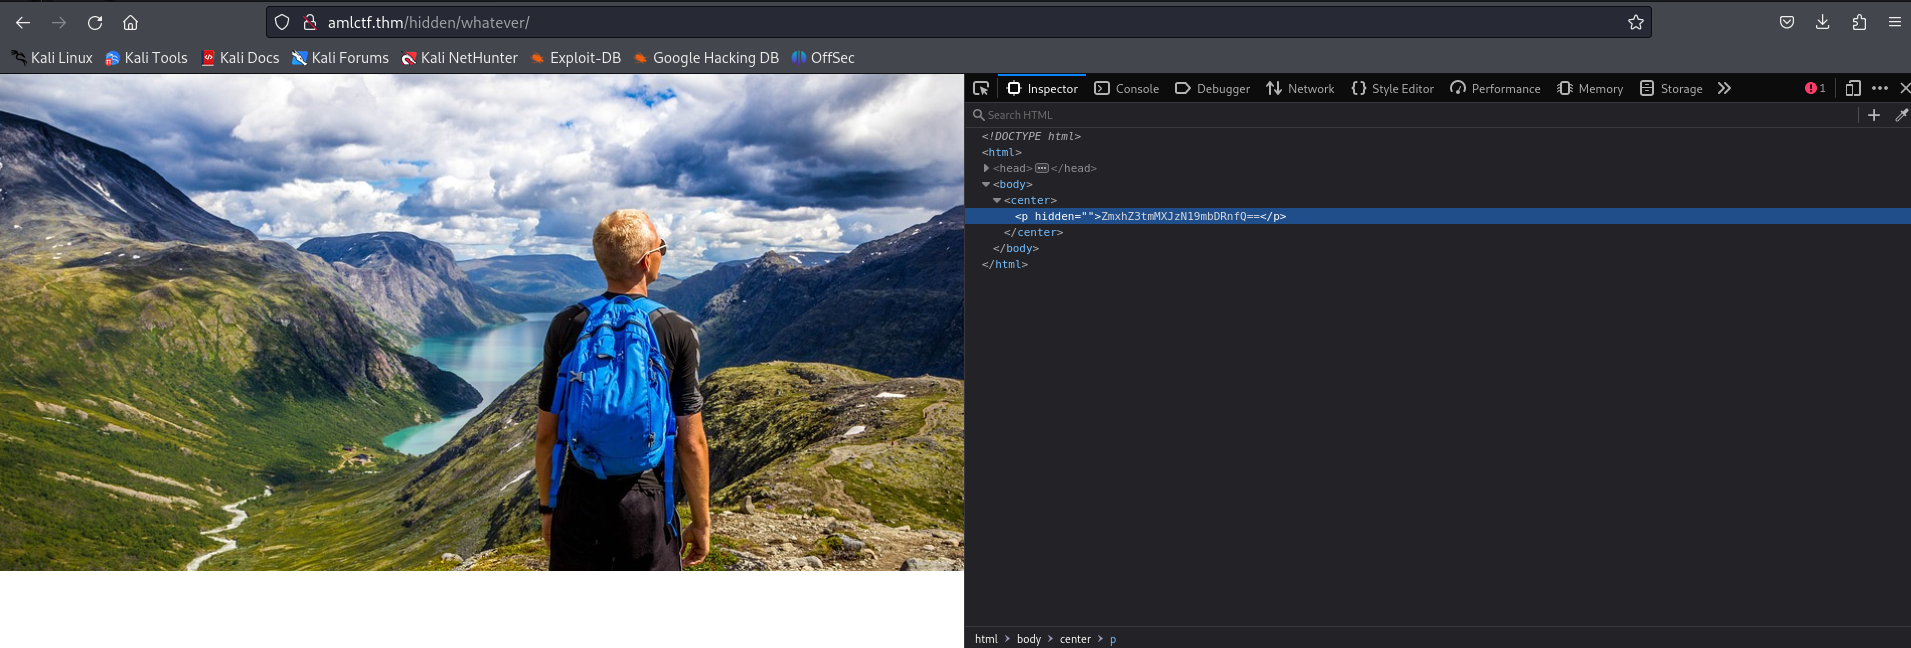 amlctf.thm/hidden/whatever/
Kali Linux Kali Tools Kali Docs Kali Forums Kali NetHunter Exploit-DB Google Hacking DB OffSec
Inspector Console Debugger Network Style Editor Performance Memory Storage 1
Search HTML
<!DOCTYPE html>
<html>
<head> ••• </head>
<body>
<center>
<p hidden="">ZmxhZ3tmMXJzN19mbDRnfQ==</p>
</center>
</body>
</html>
html > body > center > p